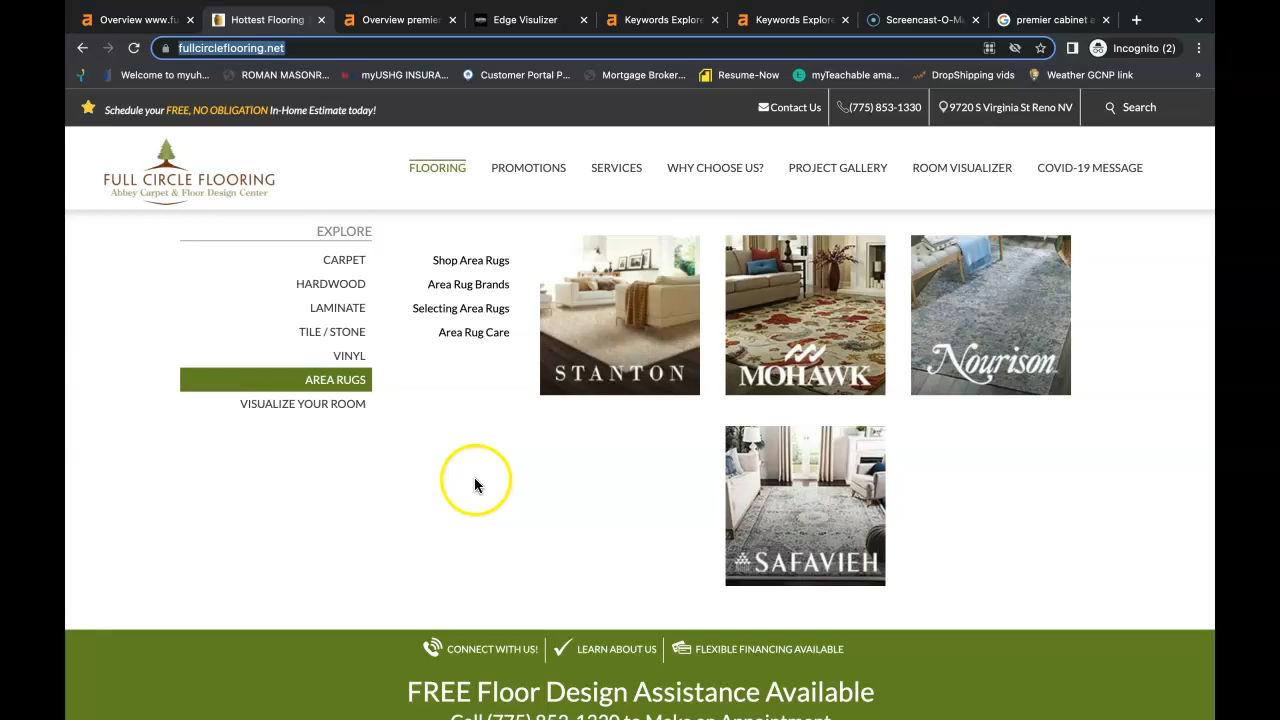 Overview www.fu
Hottest Flooring
Overview premie
Edge Visulizer
Keywords Explore
Keywords Explore
Screencast-O-Ma
premier cabinet a
fullcircleflooring.net
Incognito (2)
Welcome to myuh...
ROMAN MASONR...
myUSHG INSURA...
Customer Portal P...
Mortgage Broker...
Resume-Now
myTeachable ama...
DropShipping vids
Weather GCNP link
»
Schedule your FREE, NO OBLIGATION In-Home Estimate today!
Contact Us
(775) 853-1330
9720 S Virginia St Reno NV
Search
FULL CIRCLE FLOORING
Abbey Carpet & Floor Design Center
FLOORING
PROMOTIONS
SERVICES
WHY CHOOSE US?
PROJECT GALLERY
ROOM VISUALIZER
COVID-19 MESSAGE
EXPLORE
CARPET
HARDWOOD
LAMINATE
TILE / STONE
VINYL
AREA RUGS
VISUALIZE YOUR ROOM
Shop Area Rugs
Area Rug Brands
Selecting Area Rugs
Area Rug Care
STANTON
MOHAWK
Nourison
SAFAVIEH
CONNECT WITH US!
LEARN ABOUT US
FLEXIBLE FINANCING AVAILABLE
FREE Floor Design Assistance Available
Call (775) 853-1330 to Make an Appointment